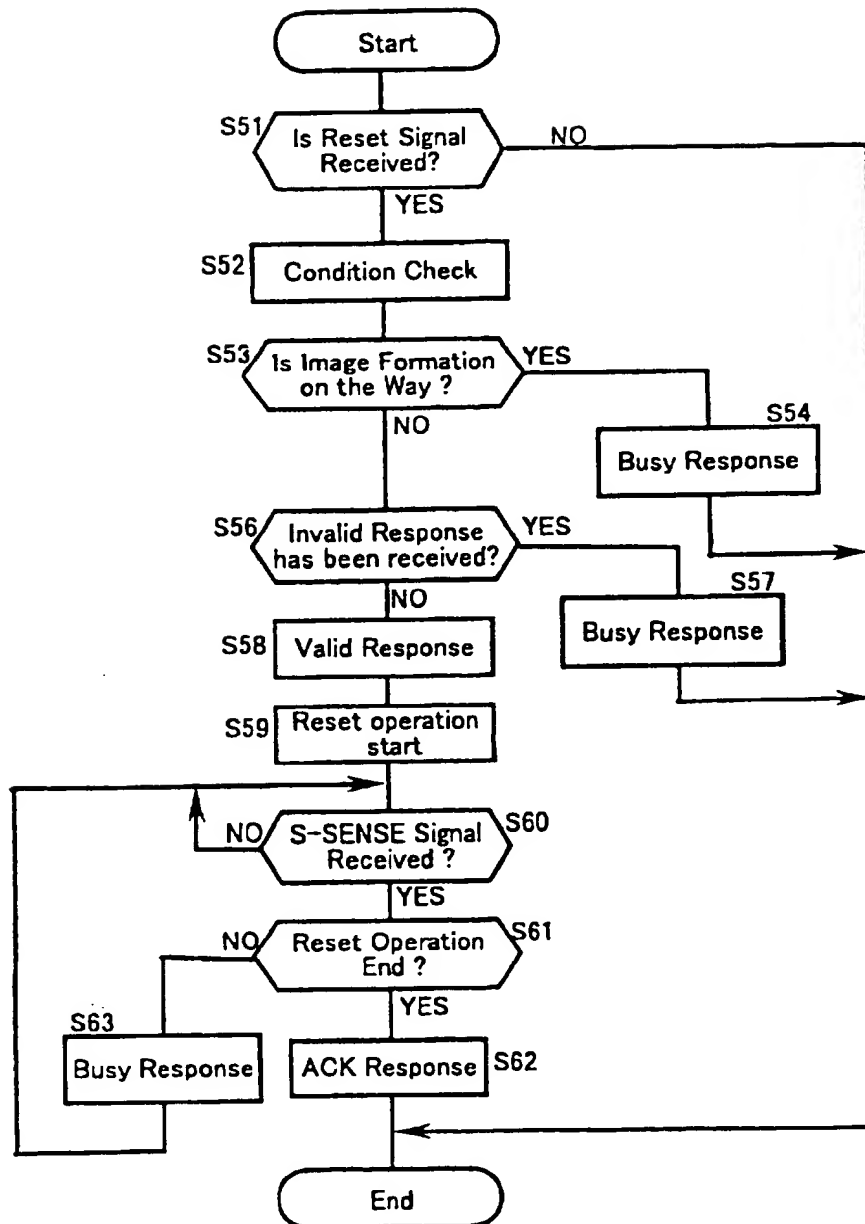 Start
S51
Is Reset Signal
Received?
NO
YES
S52
Condition Check
S53
Is Image Formation
on the Way ?
YES
NO
S54
Busy Response
S56
Invalid Response
has been received?
YES
NO
S57
Busy Response
S58
Valid Response
S59
Reset operation
start
NO
S-SENSE Signal
Received ?
S60
YES
NO
Reset Operation
End ?
S61
YES
S63
Busy Response
ACK Response
S62
End